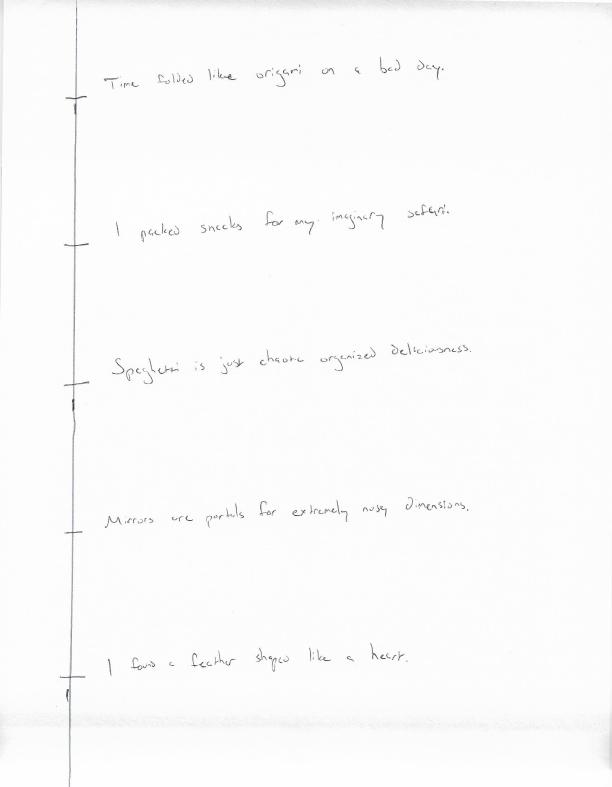 Time folded like origami on a bad day.
I packed snacks for my imaginary safari.
Spaghetti is just chaotic organized deliciousness.
Mirrors are portals for extremely nosy dimensions.
I found a feather shaped like a heart.